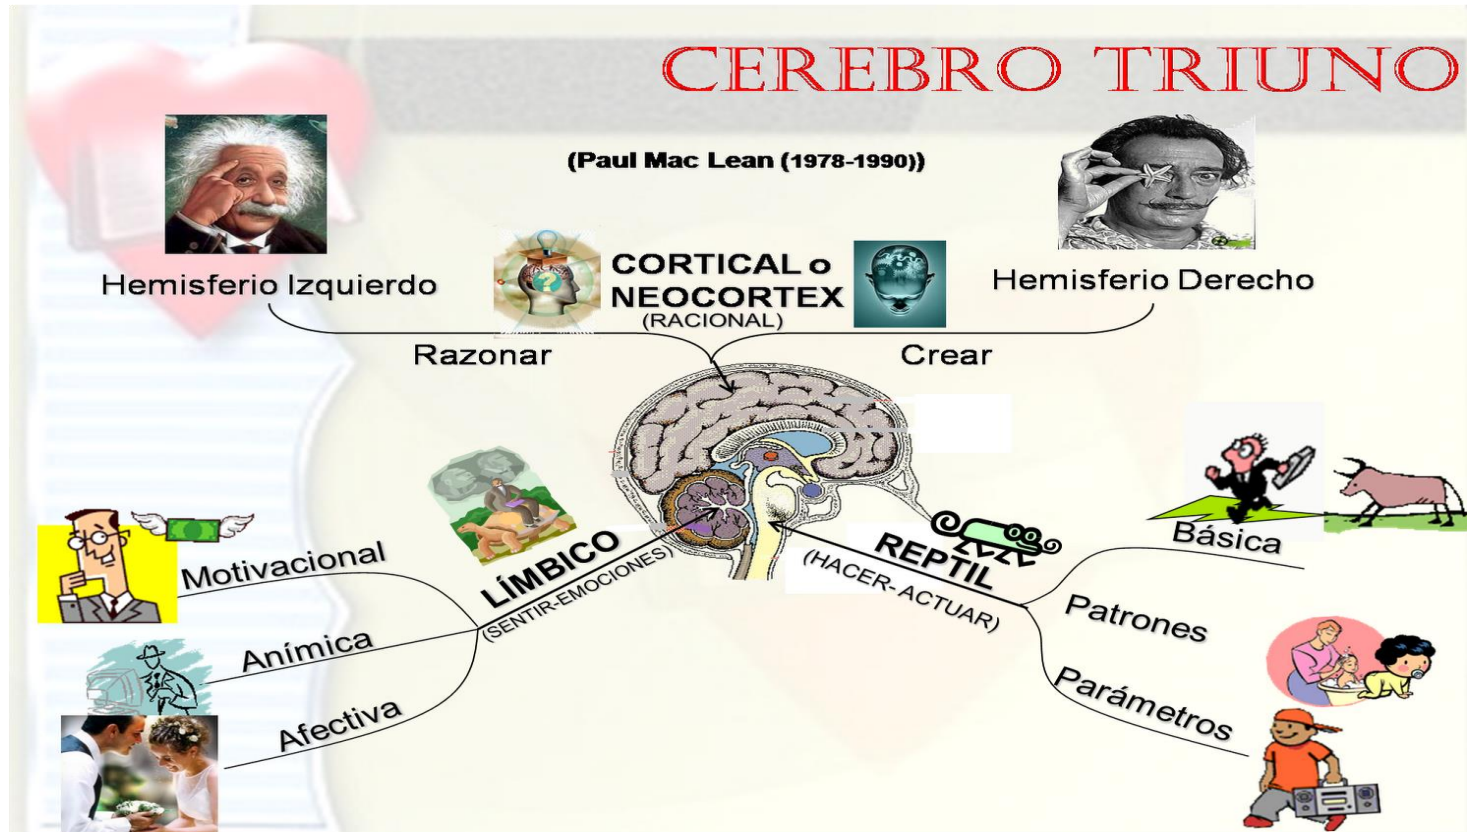 CEREBRO TRIUNO
(Paul Mac Lean (1978-1990))
Hemisferio Izquierdo
CORTICAL o
NEOCORTEX
(RACIONAL)
Hemisferio Derecho
Razonar
Crear
LÍMBICO
(SENTIR-EMOCIONES)
Motivacional
Anímica
Afectiva
REPTIL
(HACER- ACTUAR)
Básica
Patrones
Parámetros